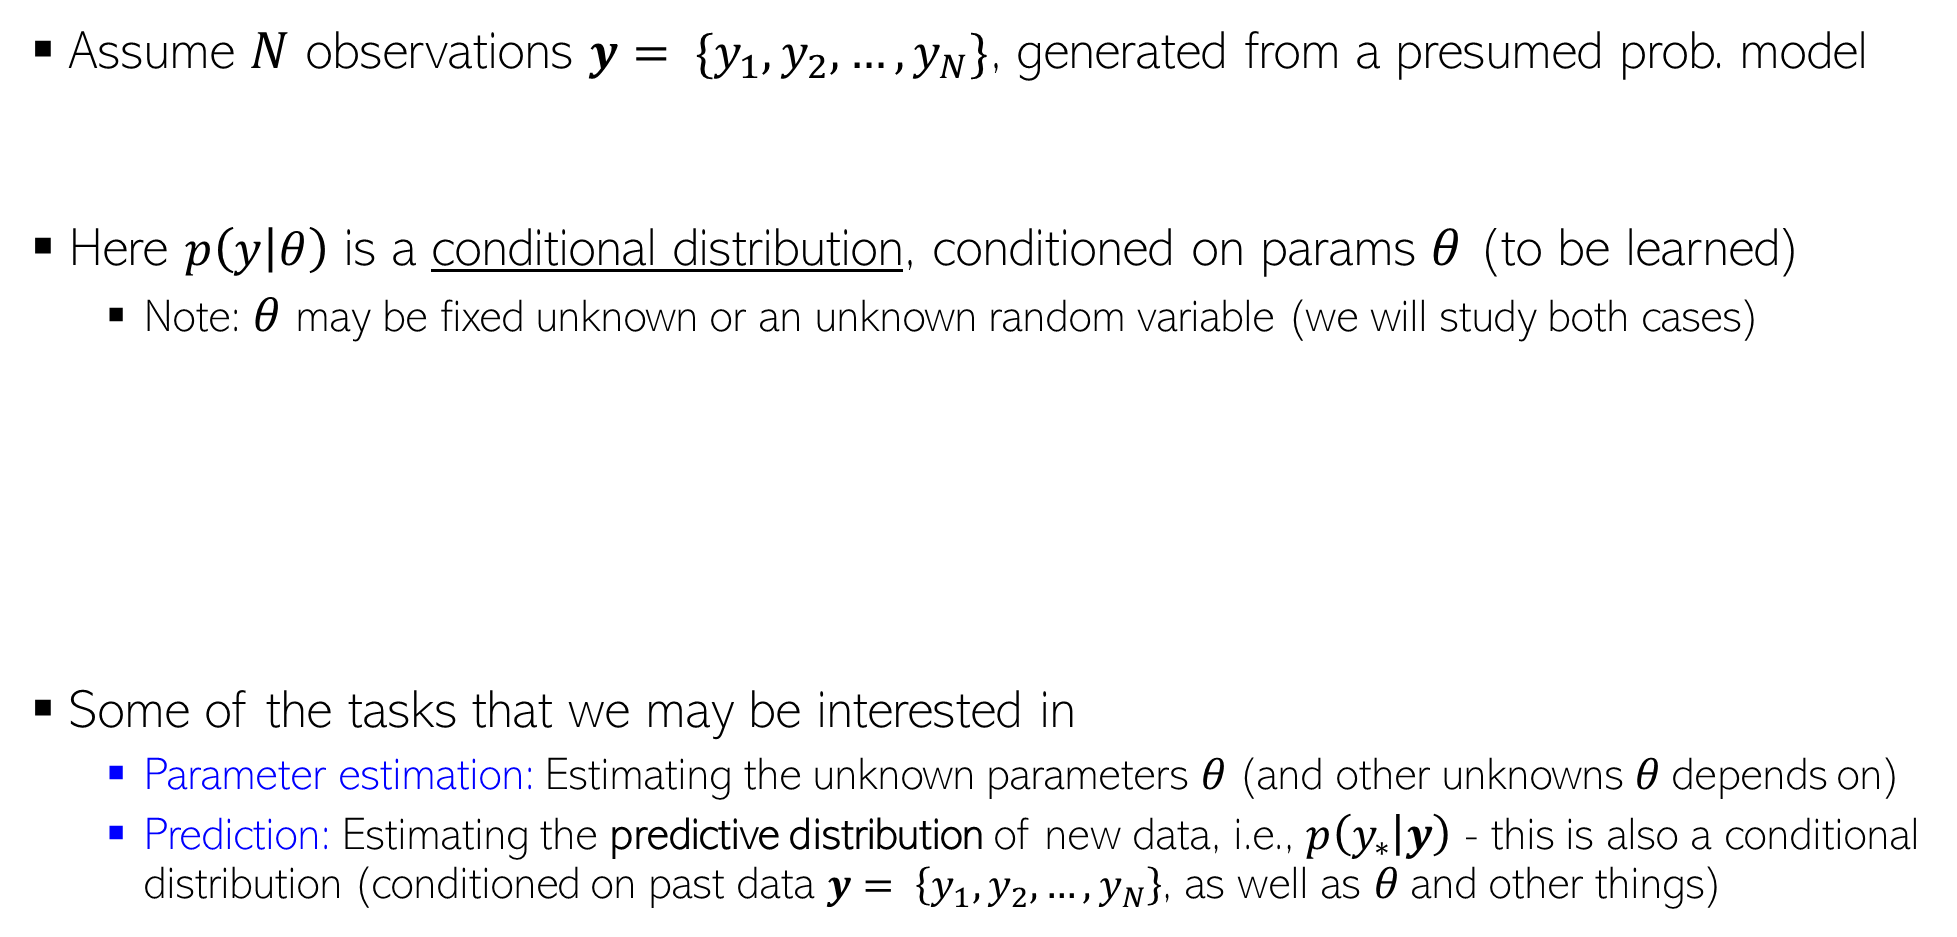 ▪ Assume N observations y = {y₁, y₂, … , y_N}, generated from a presumed prob. model
▪ Here p(y|θ) is a conditional distribution, conditioned on params θ (to be learned)
▪ Note: θ may be fixed unknown or an unknown random variable (we will study both cases)
▪ Some of the tasks that we may be interested in
▪ Parameter estimation: Estimating the unknown parameters θ (and other unknowns θ depends on)
▪ Prediction: Estimating the predictive distribution of new data, i.e., p(y∗|y) - this is also a conditional
distribution (conditioned on past data y = {y₁, y₂, … , y_N}, as well as θ and other things)